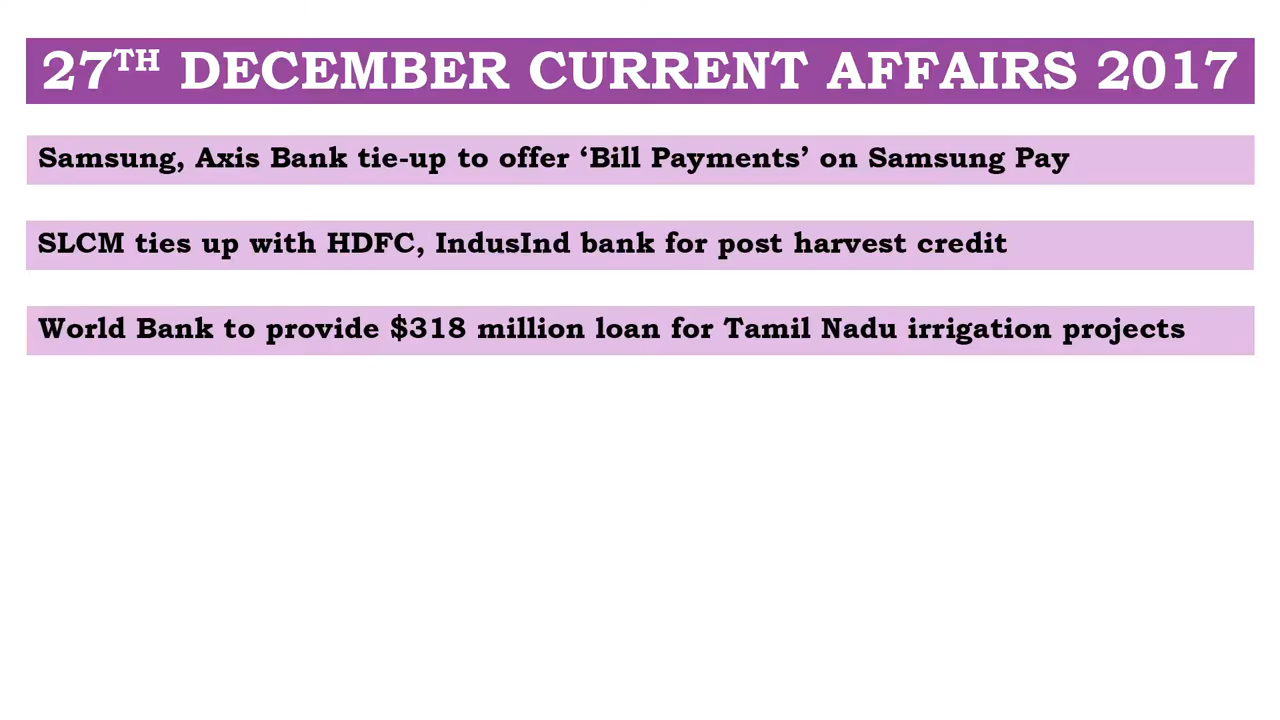 27TH DECEMBER CURRENT AFFAIRS 2017
Samsung, Axis Bank tie-up to offer ‘Bill Payments’ on Samsung Pay
SLCM ties up with HDFC, IndusInd bank for post harvest credit
World Bank to provide $318 million loan for Tamil Nadu irrigation projects